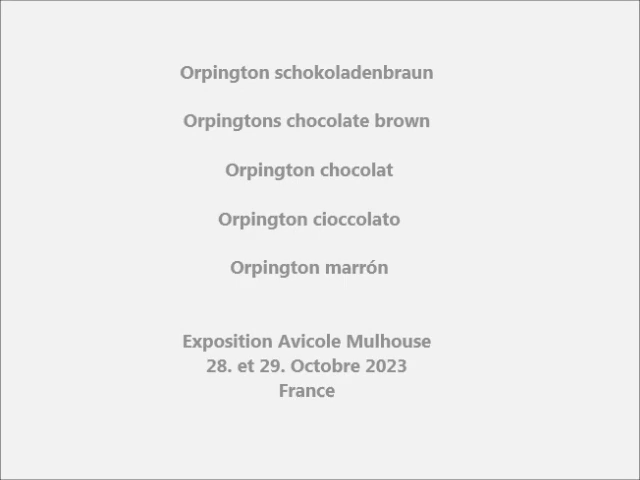 Orpington schokoladenbraun
Orpingtons chocolate brown
Orpington chocolat
Orpington cioccolato
Orpington marrón
Exposition Avicole Mulhouse
28. et 29. Octobre 2023
France